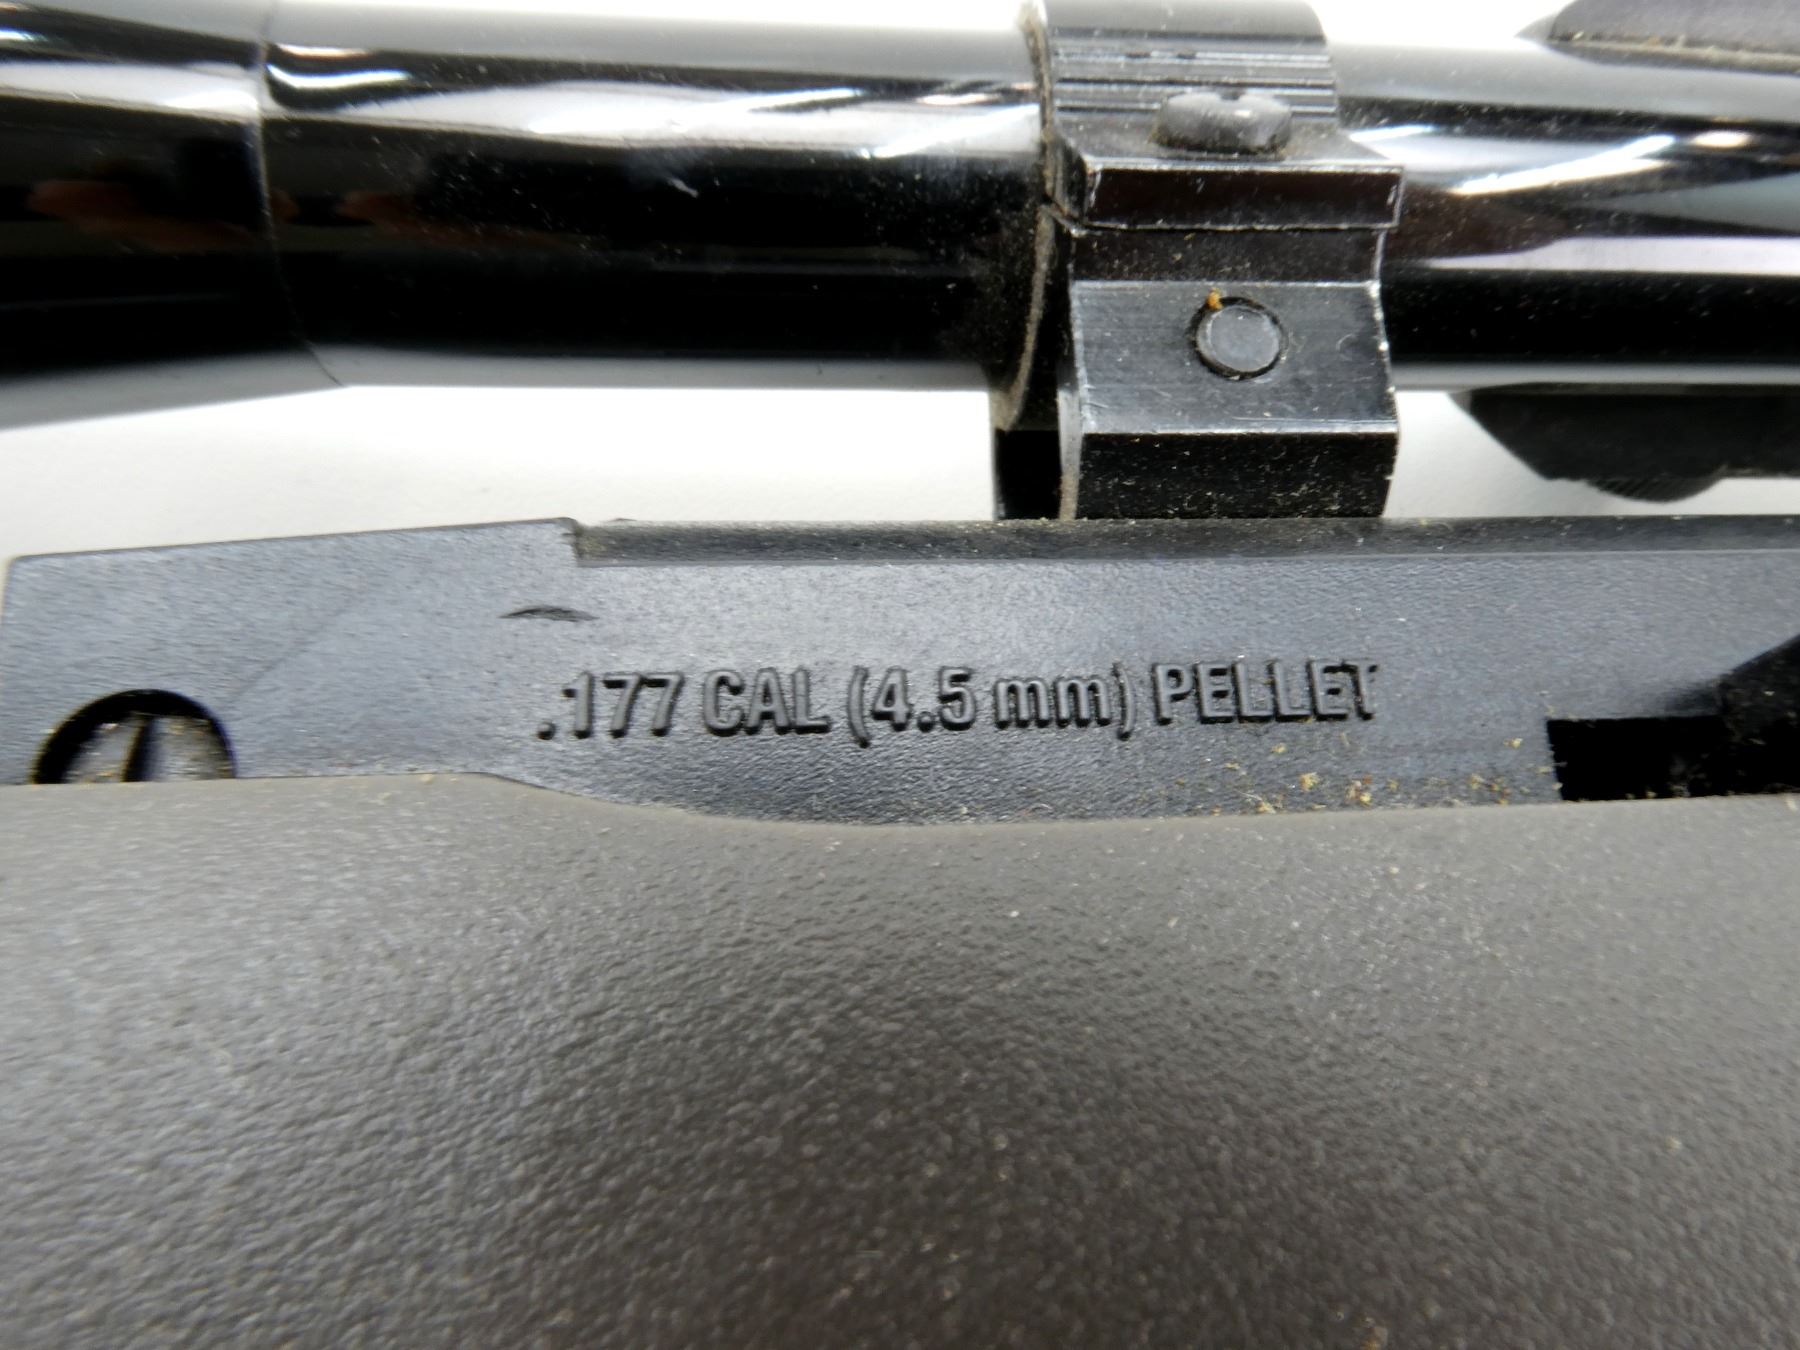 .177 CAL (4.5 mm) PELLET